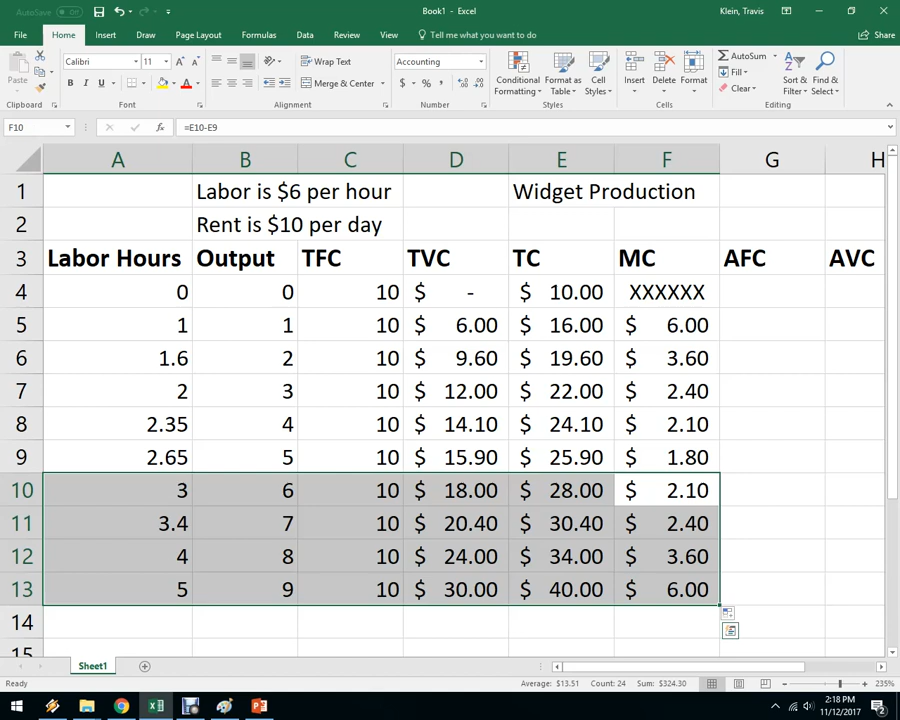 AutoSave Off Book1 - Excel Klein, Travis
File Home Insert Draw Page Layout Formulas Data Review View Tell me what you want to do Share
Paste Calibri 11 Wrap Text Accounting Conditional Formatting Format as Table Cell Styles Insert Delete Format AutoSum Sort & Filter Find & Select
B I U Merge & Center $ % Fill
Clear
Clipboard Font Alignment Number Styles Cells Editing
F10 fx =E10-E9
A B C D E F G H
1 Labor is $6 per hour Widget Production
2 Rent is $10 per day
3 Labor Hours Output TFC TVC TC MC AFC AVC
4 0 0 10 $ - $ 10.00 XXXXXX
5 1 1 10 $ 6.00 $ 16.00 $ 6.00
6 1.6 2 10 $ 9.60 $ 19.60 $ 3.60
7 2 3 10 $ 12.00 $ 22.00 $ 2.40
8 2.35 4 10 $ 14.10 $ 24.10 $ 2.10
9 2.65 5 10 $ 15.90 $ 25.90 $ 1.80
10 3 6 10 $ 18.00 $ 28.00 $ 2.10
11 3.4 7 10 $ 20.40 $ 30.40 $ 2.40
12 4 8 10 $ 24.00 $ 34.00 $ 3.60
13 5 9 10 $ 30.00 $ 40.00 $ 6.00
14
15
Sheet1
Ready Average: $13.51 Count: 24 Sum: $324.30 235%
2:18 PM
11/12/2017